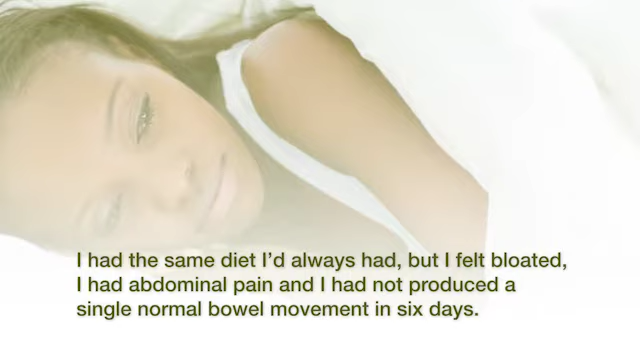 I had the same diet I’d always had, but I felt bloated,
I had abdominal pain and I had not produced a
single normal bowel movement in six days.